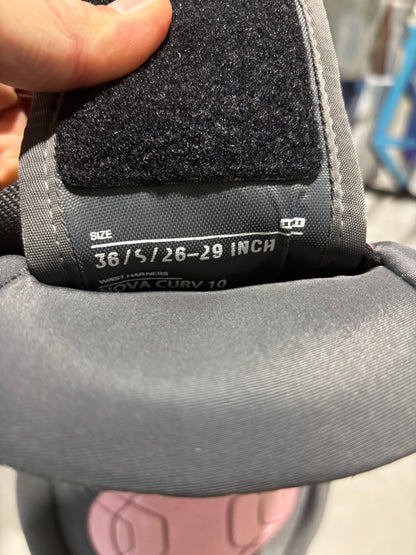 SIZE
36/S/26-29 INCH
WAIST HARNESS
NOVA CURV 10